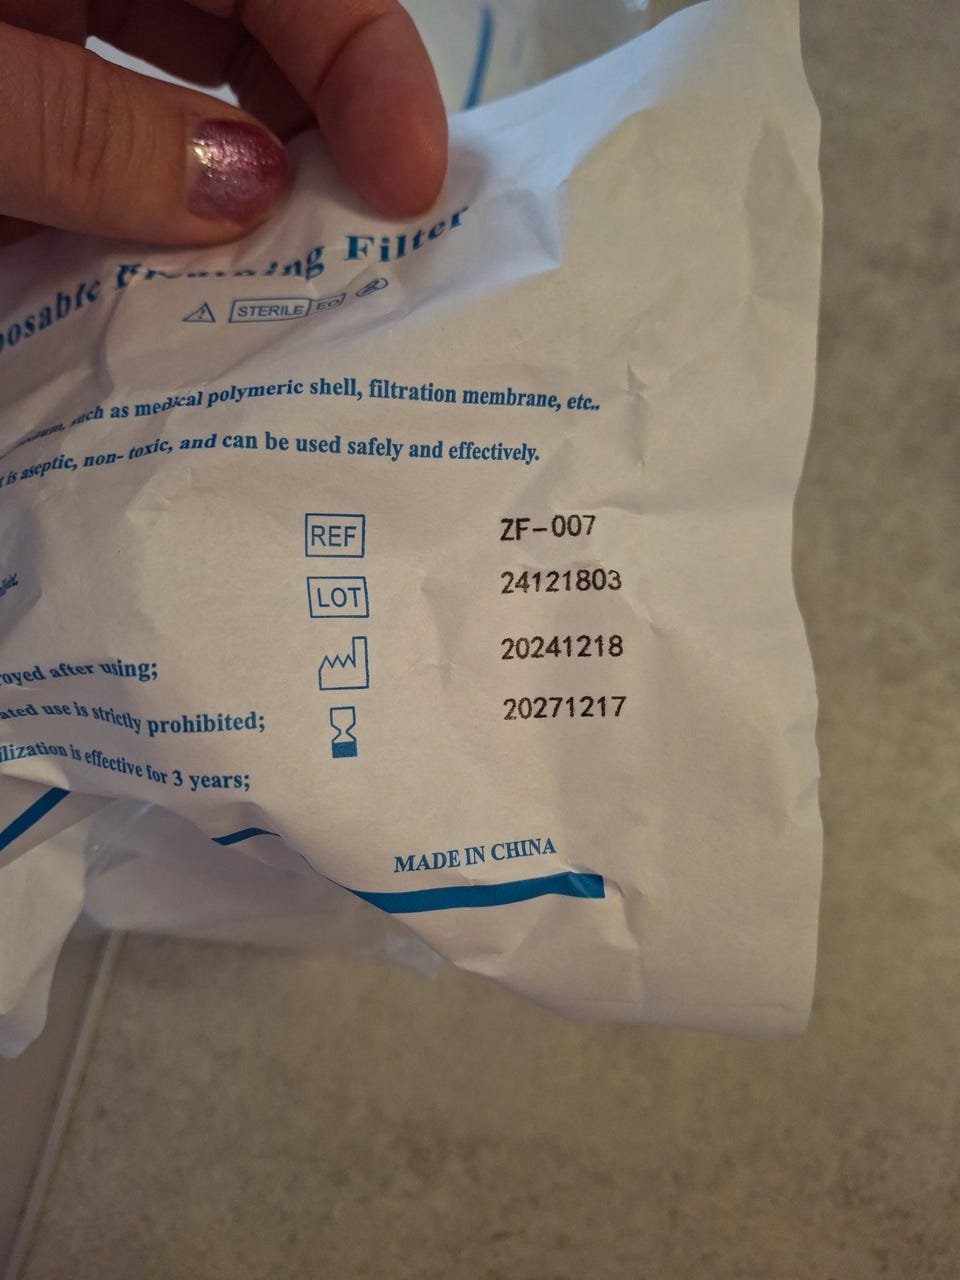 Filter
STERILE EO
such as medical polymeric shell, filtration membrane, etc..
is aseptic, non- toxic, and can be used safely and effectively.
REF ZF-007
LOT 24121803
20241218
20271217
oyed after using;
ated use is strictly prohibited;
ilization is effective for 3 years;
MADE IN CHINA